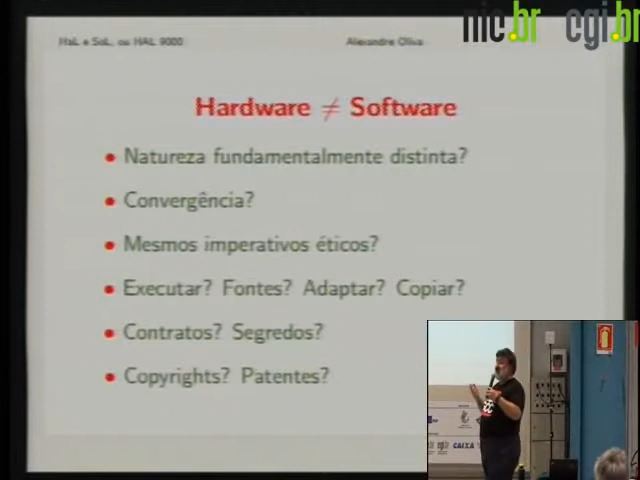 HaL e SoL, ou HAL 9000 Alexandre Oliva
nic.br cgi.br
Hardware ≠ Software
• Natureza fundamentalmente distinta?
• Convergência?
• Mesmos imperativos éticos?
• Executar? Fontes? Adaptar? Copiar?
• Contratos? Segredos?
• Copyrights? Patentes?
CAIXA